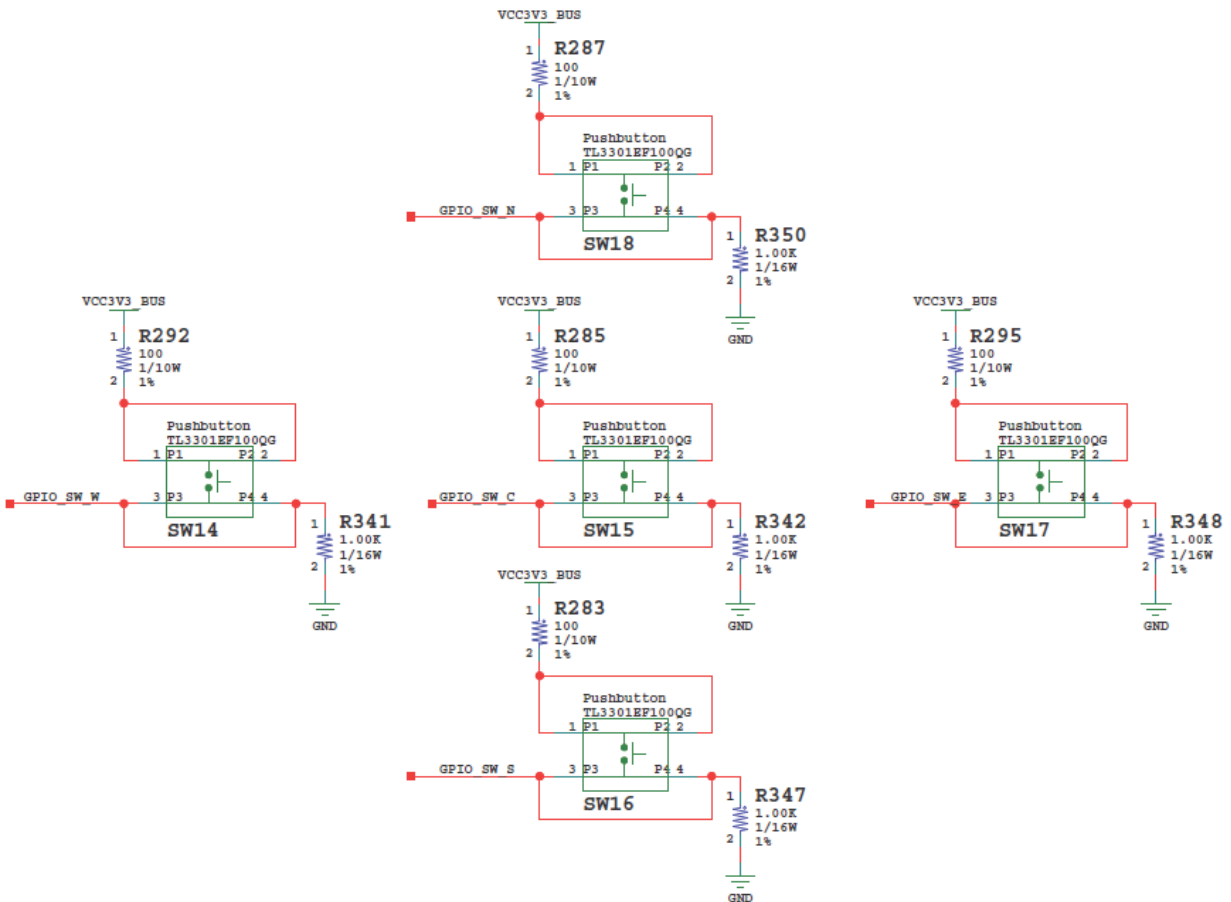 VCC3V3_BUS
1 R287
100
1/10W
2 1%
Pushbutton
TL3301EF100QG
1 P1 P2 2
GPIO_SW_N 3 P3 P4 4
SW18
1 R350
1.00K
1/16W
2 1%
GND
VCC3V3_BUS
1 R292
100
1/10W
2 1%
Pushbutton
TL3301EF100QG
1 P1 P2 2
GPIO_SW_W 3 P3 P4 4
SW14
1 R341
1.00K
1/16W
2 1%
GND
VCC3V3_BUS
1 R285
100
1/10W
2 1%
Pushbutton
TL3301EF100QG
1 P1 P2 2
GPIO_SW_C 3 P3 P4 4
SW15
1 R342
1.00K
1/16W
2 1%
GND
VCC3V3_BUS
1 R295
100
1/10W
2 1%
Pushbutton
TL3301EF100QG
1 P1 P2 2
GPIO_SW_E 3 P3 P4 4
SW17
1 R348
1.00K
1/16W
2 1%
GND
VCC3V3_BUS
1 R283
100
1/10W
2 1%
Pushbutton
TL3301EF100QG
1 P1 P2 2
GPIO_SW_S 3 P3 P4 4
SW16
1 R347
1.00K
1/16W
2 1%
GND